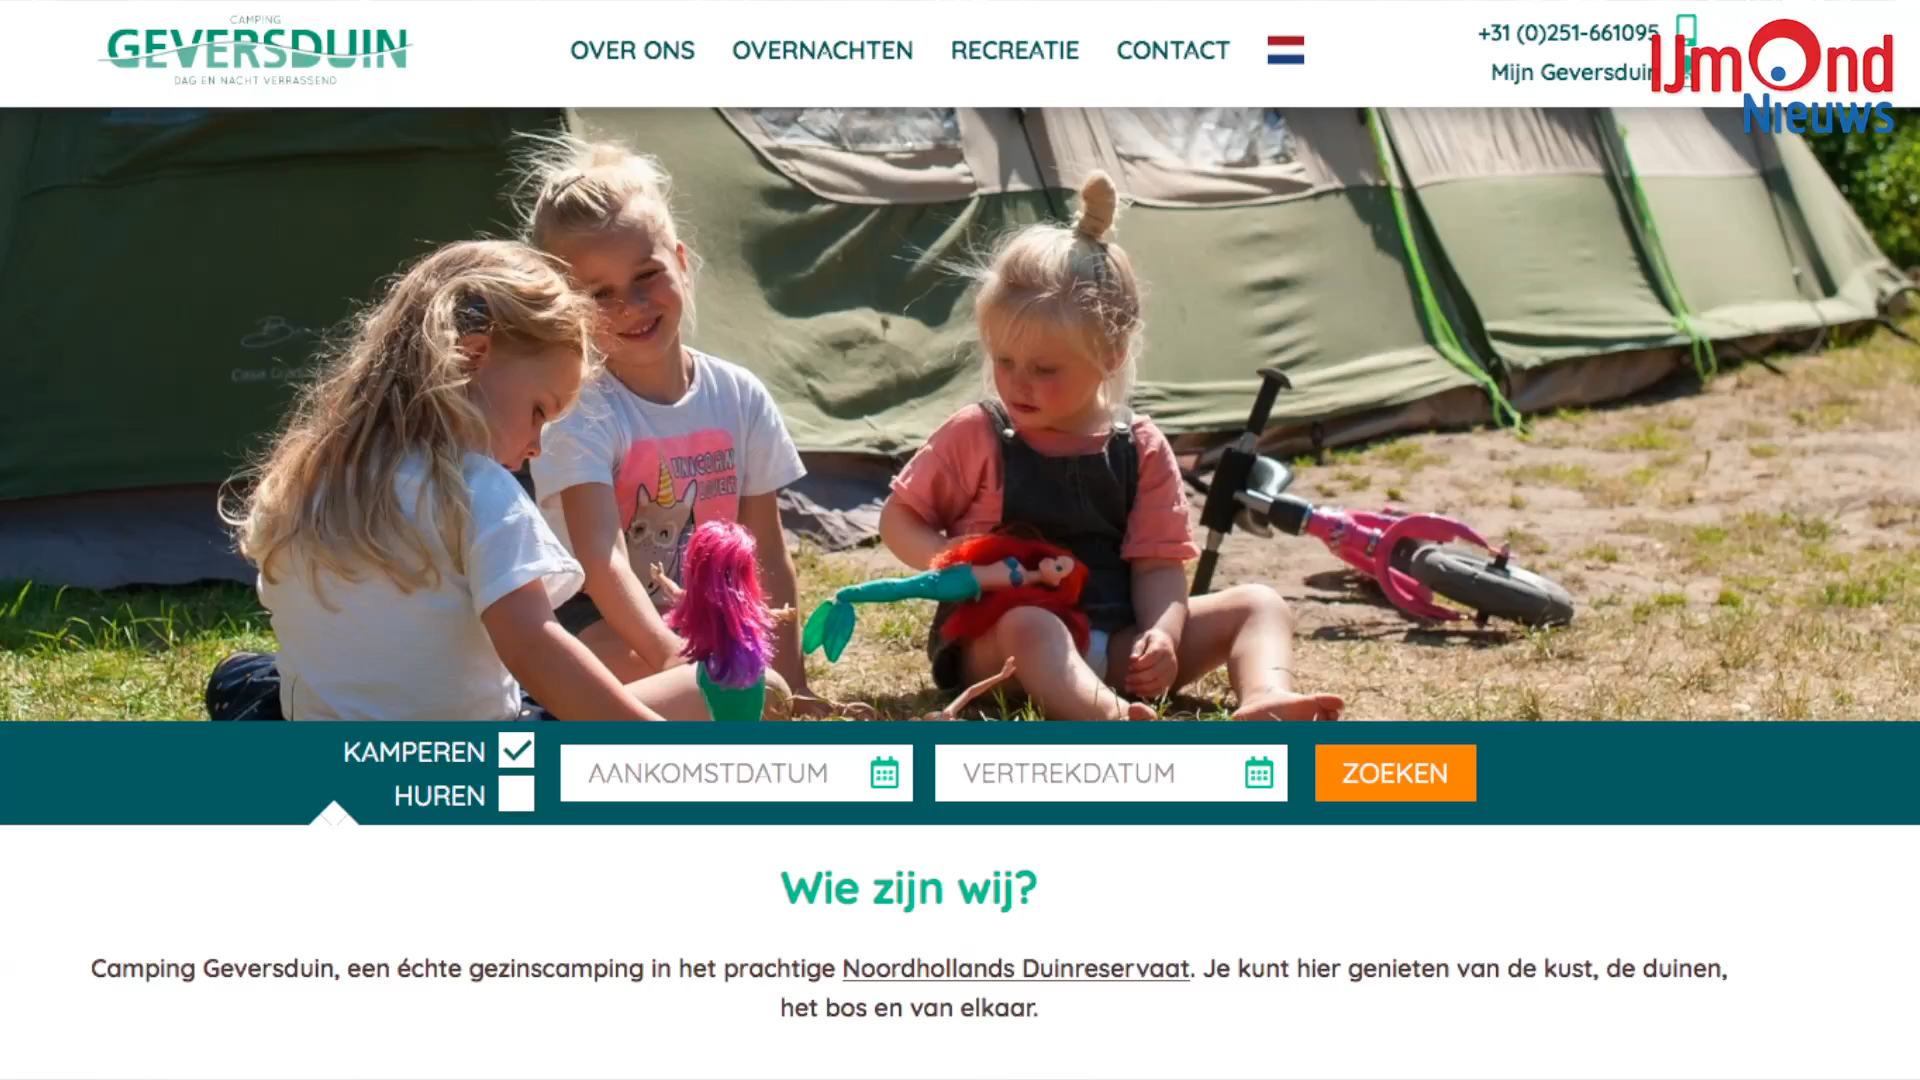 CAMPING
GEVERSDUIN
DAG EN NACHT VERRASSEND
OVER ONS
OVERNACHTEN
RECREATIE
CONTACT
+31 (0)251-661095
Mijn Geversduin
IJmOnd
Nieuws
UNICORN
LOVER
KAMPEREN
HUREN
AANKOMSTDATUM
VERTREKDATUM
ZOEKEN
Wie zijn wij?
Camping Geversduin, een échte gezinscamping in het prachtige Noordhollands Duinreservaat. Je kunt hier genieten van de kust, de duinen,
het bos en van elkaar.